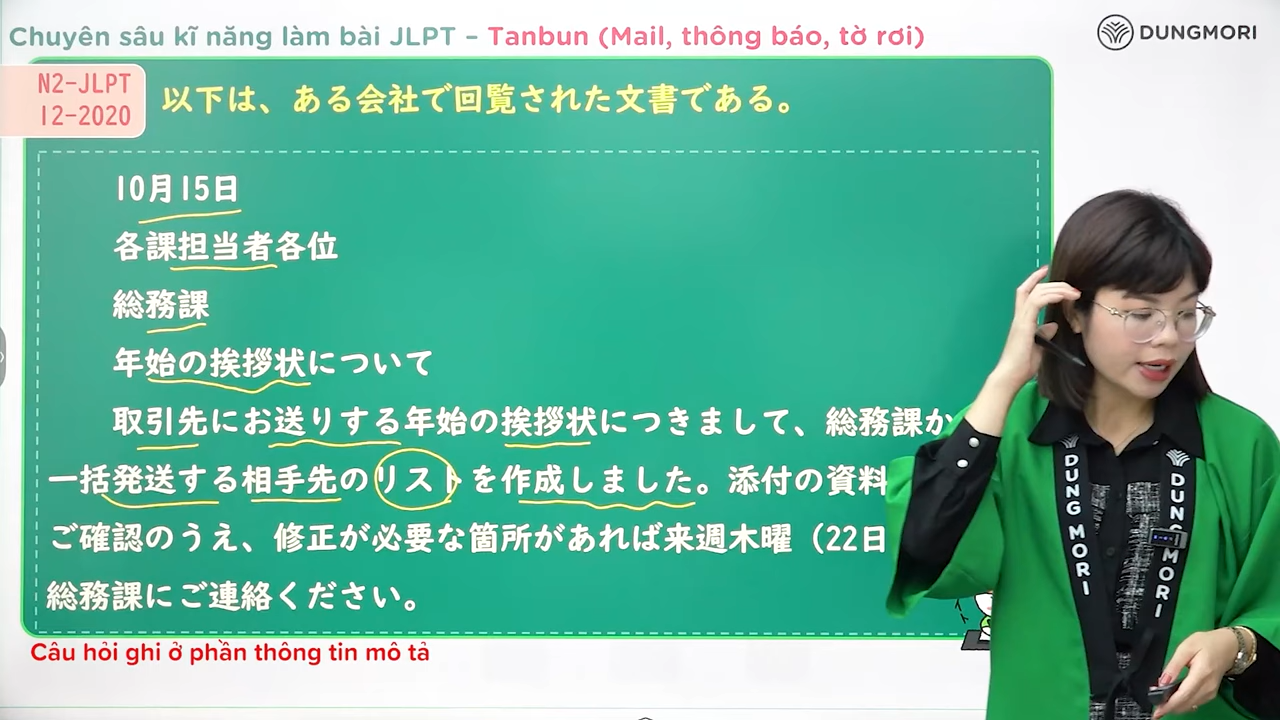 Chuyên sâu kĩ năng làm bài JLPT – Tanbun (Mail, thông báo, tờ rơi)
DUNGMORI
N2-JLPT
12-2020
以下は、ある会社で回覧された文書である。
10月15日
各課担当者各位
総務課
年始の挨拶状について
取引先にお送りする年始の挨拶状につきまして、総務課か
一括発送する相手先のリストを作成しました。添付の資料
ご確認のうえ、修正が必要な箇所があれば来週木曜（22日
総務課にご連絡ください。
Câu hỏi ghi ở phần thông tin mô tả
DUNG MORI
DUNG MORI